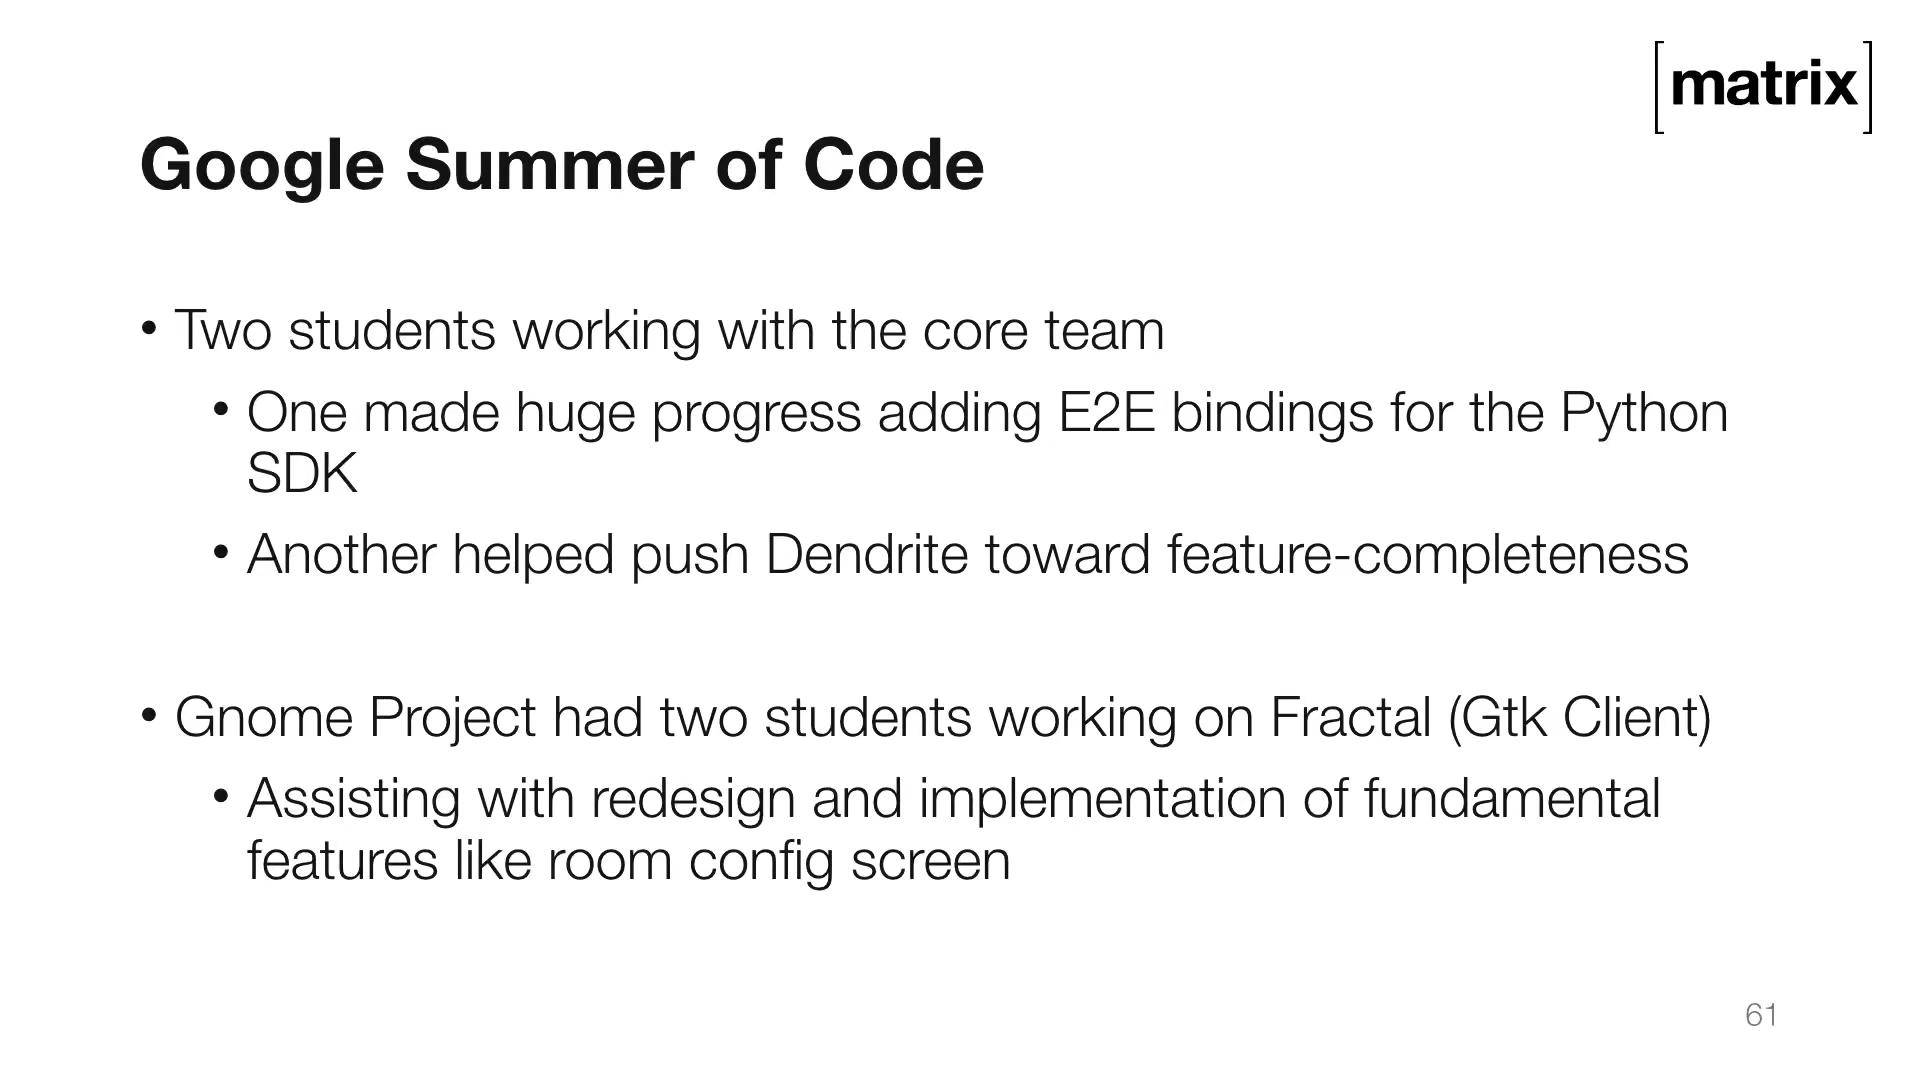 [matrix]
Google Summer of Code
• Two students working with the core team
• One made huge progress adding E2E bindings for the Python
SDK
• Another helped push Dendrite toward feature-completeness
• Gnome Project had two students working on Fractal (Gtk Client)
• Assisting with redesign and implementation of fundamental
features like room config screen
61